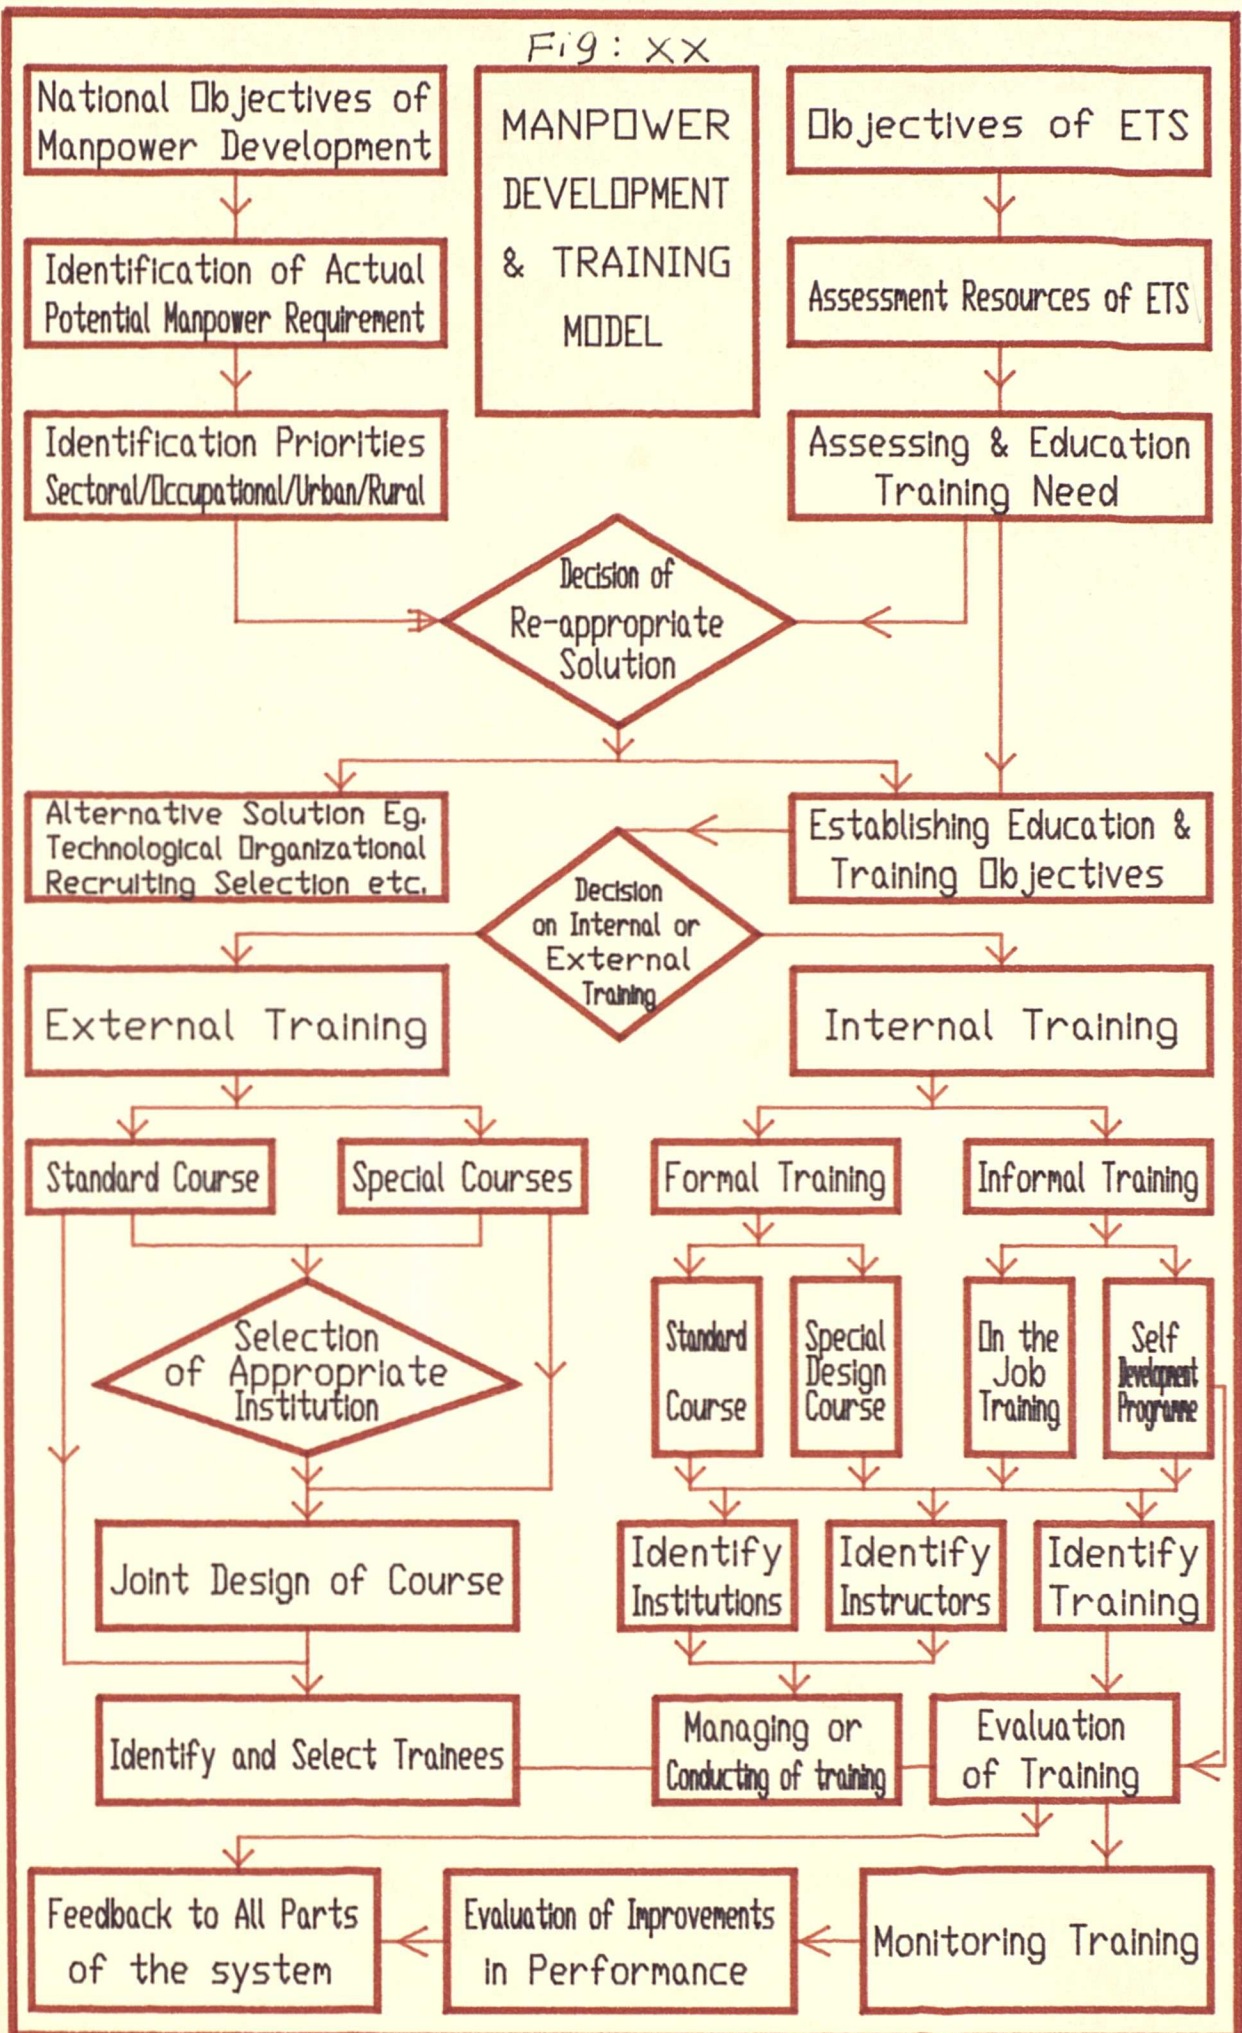 Fig: XX
National Objectives of
Manpower Development
MANPOWER
DEVELOPMENT
& TRAINING
MODEL
Objectives of ETS
Identification of Actual
Potential Manpower Requirement
Assessment Resources of ETS
Identification Priorities
Sectoral/Occupational/Urban/Rural
Assessing & Education
Training Need
Decision of
Re-appropriate
Solution
Alternative Solution Eg.
Technological Organizational
Recruiting Selection etc.
Establishing Education &
Training Objectives
Decision
on Internal or
External
Training
External Training
Internal Training
Standard Course
Special Courses
Formal Training
Informal Training
Selection
of Appropriate
Institution
Standard
Course
Special
Design
Course
On the
Job
Training
Self
Development
Programme
Joint Design of Course
Identify
Institutions
Identify
Instructors
Identify
Training
Identify and Select Trainees
Managing or
Conducting of training
Evaluation
of Training
Feedback to All Parts
of the system
Evaluation of Improvements
in Performance
Monitoring Training